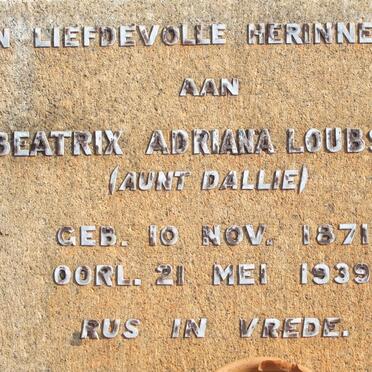 N LIEFDEVOLLE HERINNE
AAN
BEATRIX ADRIANA LOUBS
(AUNT DALLIE)
GEB. 10 NOV. 1871
OORL. 21 MEI 1939
RUS IN VREDE.